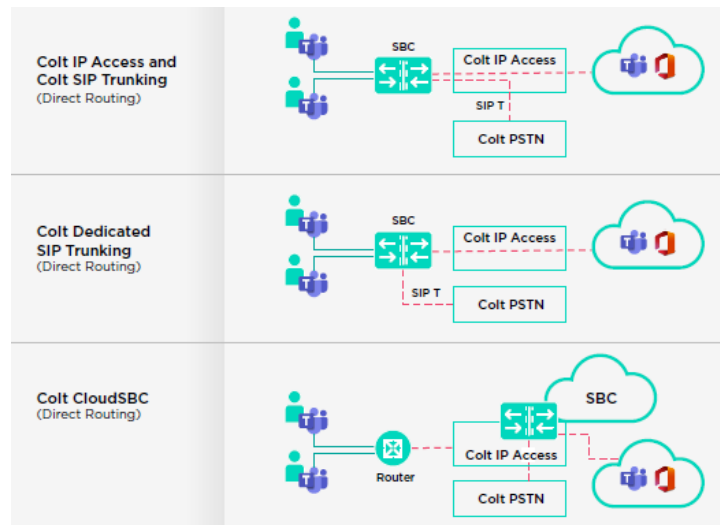 Colt IP Access and
Colt SIP Trunking
(Direct Routing)
SBC
Colt IP Access
SIP T
Colt PSTN
T
T
T
Colt Dedicated
SIP Trunking
(Direct Routing)
SBC
Colt IP Access
SIP T
Colt PSTN
T
T
T
Colt CloudSBC
(Direct Routing)
SBC
Colt IP Access
Router
Colt PSTN
T
T
T